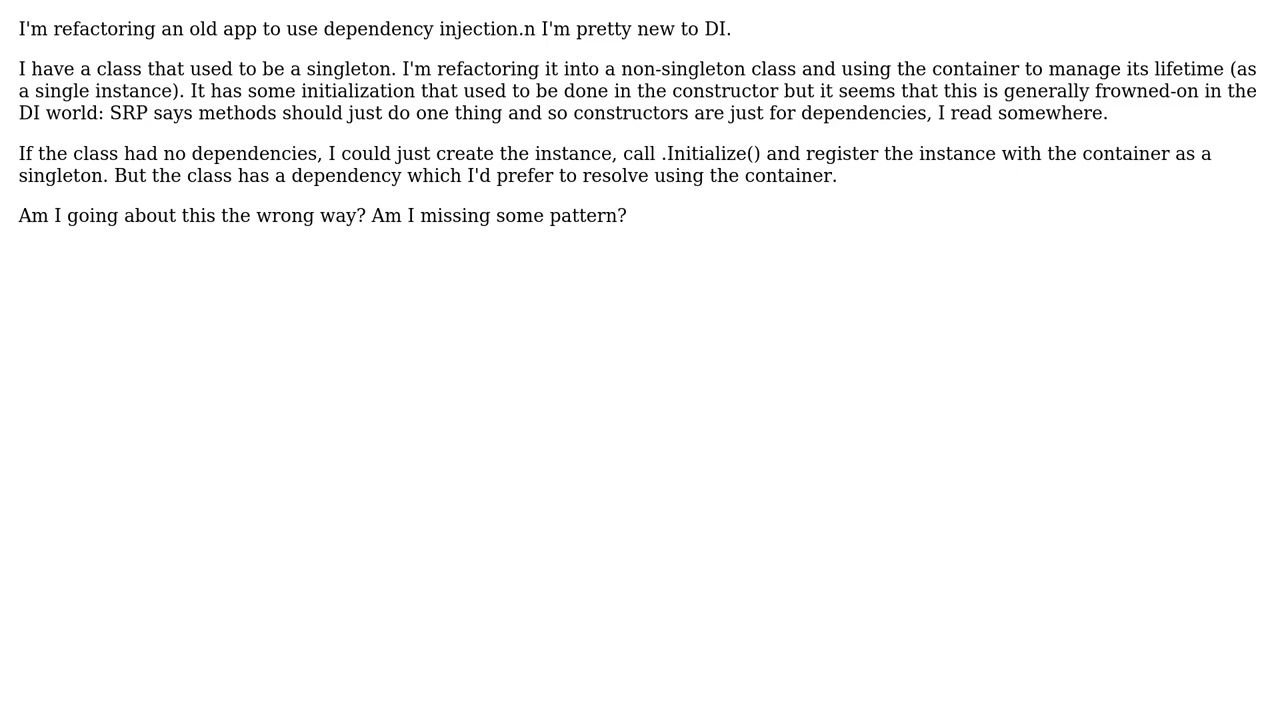 I'm refactoring an old app to use dependency injection.n I'm pretty new to DI.
I have a class that used to be a singleton. I'm refactoring it into a non-singleton class and using the container to manage its lifetime (as
a single instance). It has some initialization that used to be done in the constructor but it seems that this is generally frowned-on in the
DI world: SRP says methods should just do one thing and so constructors are just for dependencies, I read somewhere.
If the class had no dependencies, I could just create the instance, call .Initialize() and register the instance with the container as a
singleton. But the class has a dependency which I'd prefer to resolve using the container.
Am I going about this the wrong way? Am I missing some pattern?